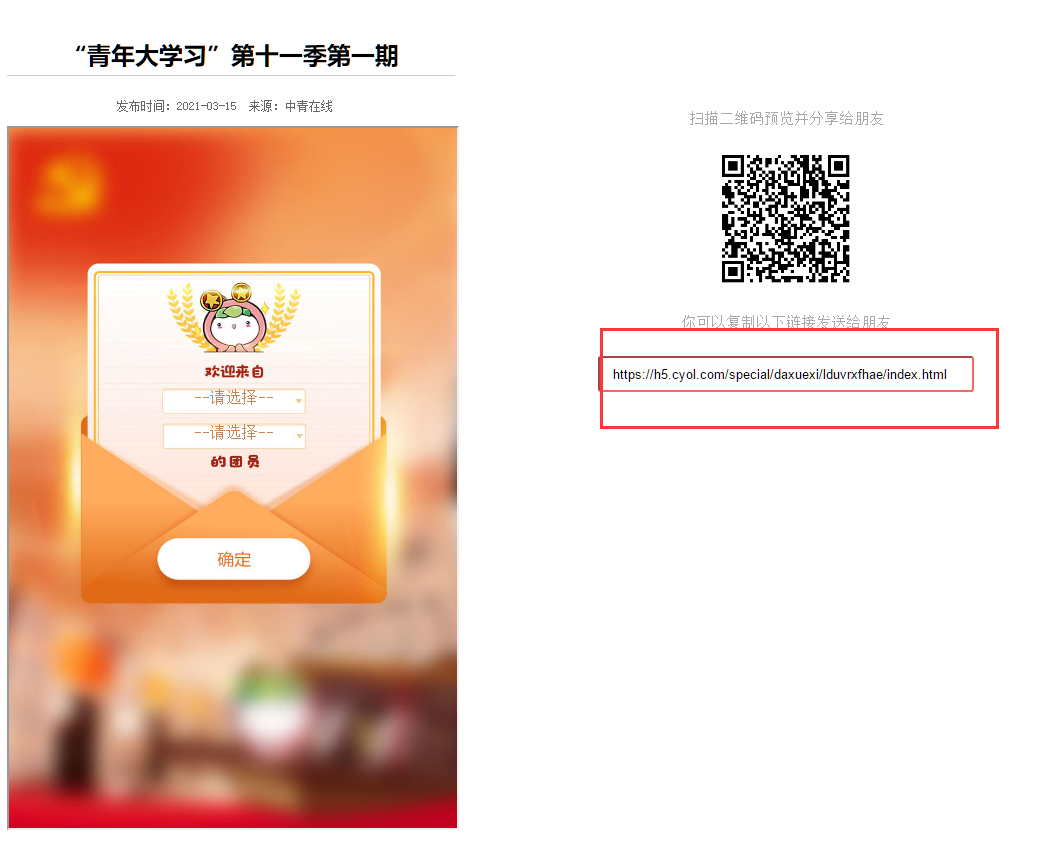 “青年大学习”第十一季第一期
发布时间：2021-03-15 来源：中青在线
欢迎来自
--请选择--
--请选择--
的团员
确定
扫描二维码预览并分享给朋友
你可以复制以下链接发送给朋友
https://h5.cyol.com/special/daxuexi/lduvrxfhae/index.html